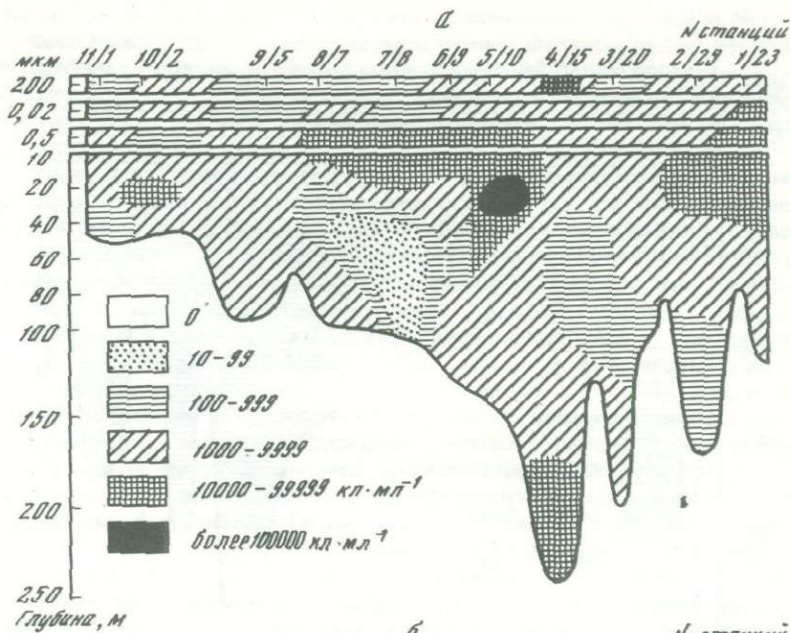 а
N станций
мкм 11/1 10/2 9/5 8/7 7/8 6/9 5/10 4/15 3/20 2/29 1/23
200
0,02
0,5
10
20
40
60
80
100
150
200
250
0
10-99
100-999
1000-9999
10000-99999 кл·мл⁻¹
более 100000 кл·мл⁻¹
Глубина, м
б
N станций